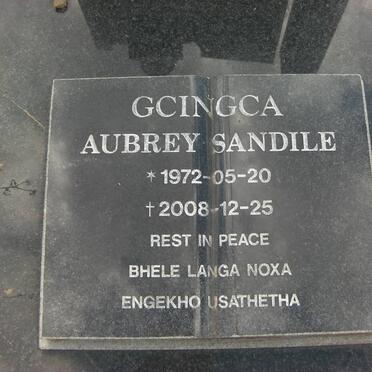 GCINGCA
AUBREY SANDILE
* 1972-05-20
† 2008-12-25
REST IN PEACE
BHELE LANGA NOXA
ENGEKHO USATHETHA